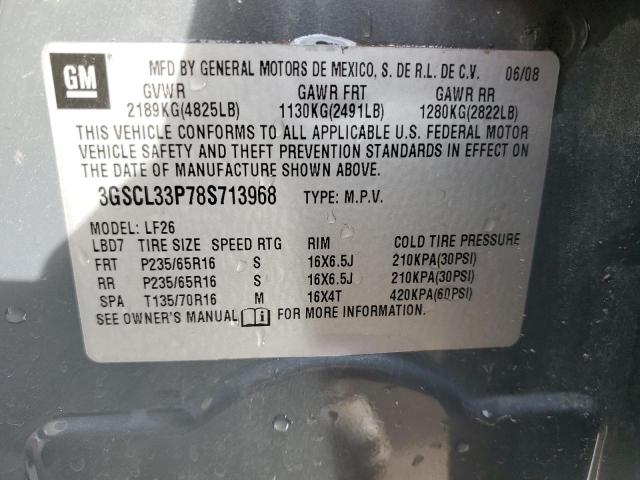 GM
MFD BY GENERAL MOTORS DE MEXICO, S. DE R.L. DE C.V. 06/08
GVWR GAWR FRT GAWR RR
2189KG(4825LB) 1130KG(2491LB) 1280KG(2822LB)
THIS VEHICLE CONFORMS TO ALL APPLICABLE U.S. FEDERAL MOTOR
VEHICLE SAFETY AND THEFT PREVENTION STANDARDS IN EFFECT ON
THE DATE OF MANUFACTURE SHOWN ABOVE.
3GSCL33P78S713968 TYPE: M.P.V.
MODEL: LF26
LBD7 TIRE SIZE SPEED RTG RIM COLD TIRE PRESSURE
FRT P235/65R16 S 16X6.5J 210KPA(30PSI)
RR P235/65R16 S 16X6.5J 210KPA(30PSI)
SPA T135/70R16 M 16X4T 420KPA(60PSI)
SEE OWNER'S MANUAL FOR MORE INFORMATION.